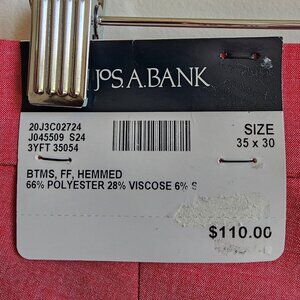 JOS. A. BANK
20J3C02724
J045509 S24
3YFT 35054
SIZE
35 x 30
BTMS, FF, HEMMED
66% POLYESTER 28% VISCOSE 6% S
$110.00